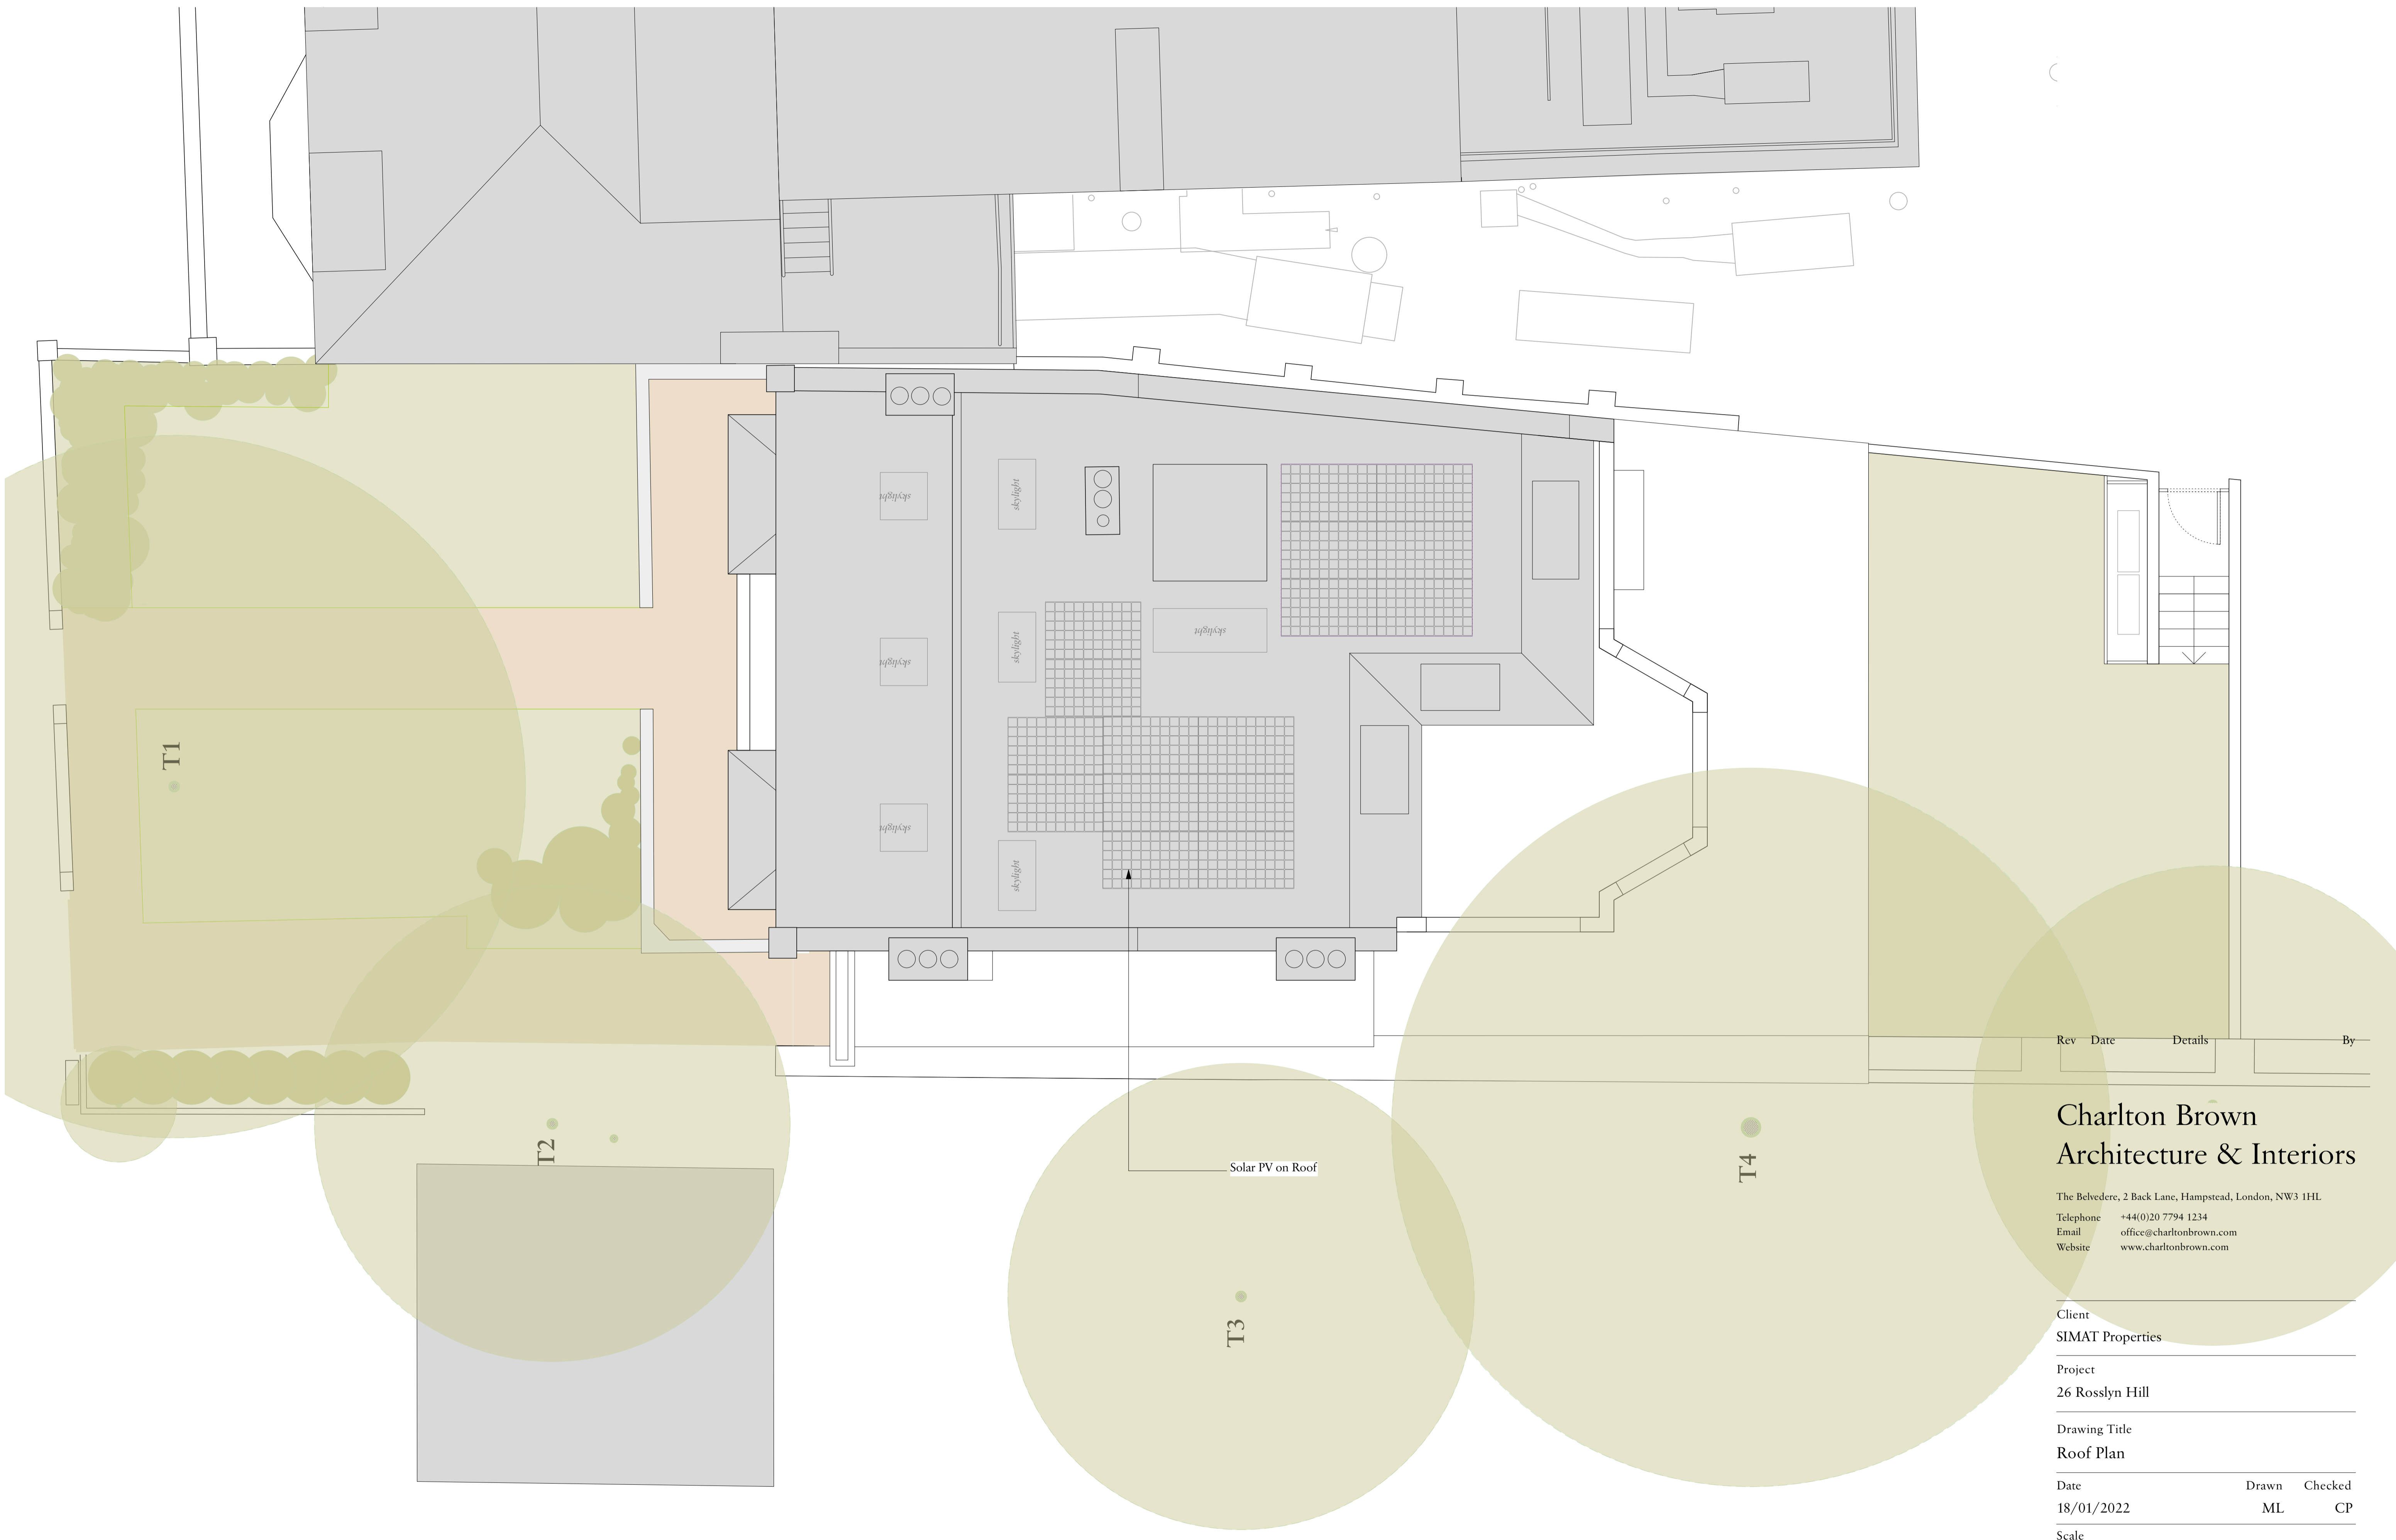 skylight
skylight
skylight
skylight
skylight
skylight
skylight
T1
T2
Solar PV on Roof
T3
T4
Rev Date Details By
Charlton Brown
Architecture & Interiors
The Belvedere, 2 Back Lane, Hampstead, London, NW3 1HL
Telephone +44(0)20 7794 1234
Email office@charltonbrown.com
Website www.charltonbrown.com
Client
SIMAT Properties
Project
26 Rosslyn Hill
Drawing Title
Roof Plan
Date Drawn Checked
18/01/2022 ML CP
Scale